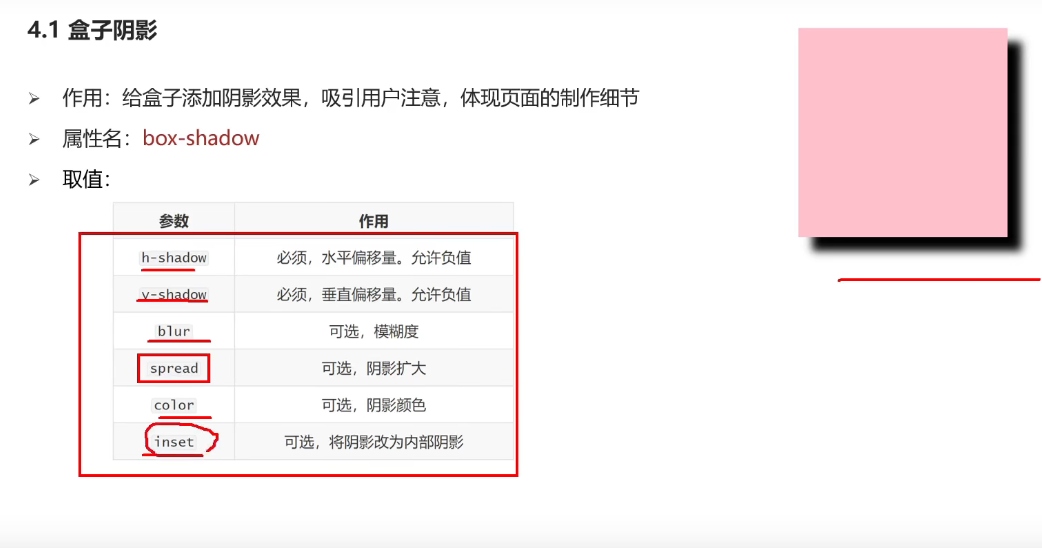 4.1 盒子阴影
作用：给盒子添加阴影效果，吸引用户注意，体现页面的制作细节
属性名：box-shadow
取值：
参数 作用
h-shadow 必须，水平偏移量。允许负值
v-shadow 必须，垂直偏移量。允许负值
blur 可选，模糊度
spread 可选，阴影扩大
color 可选，阴影颜色
inset 可选，将阴影改为内部阴影